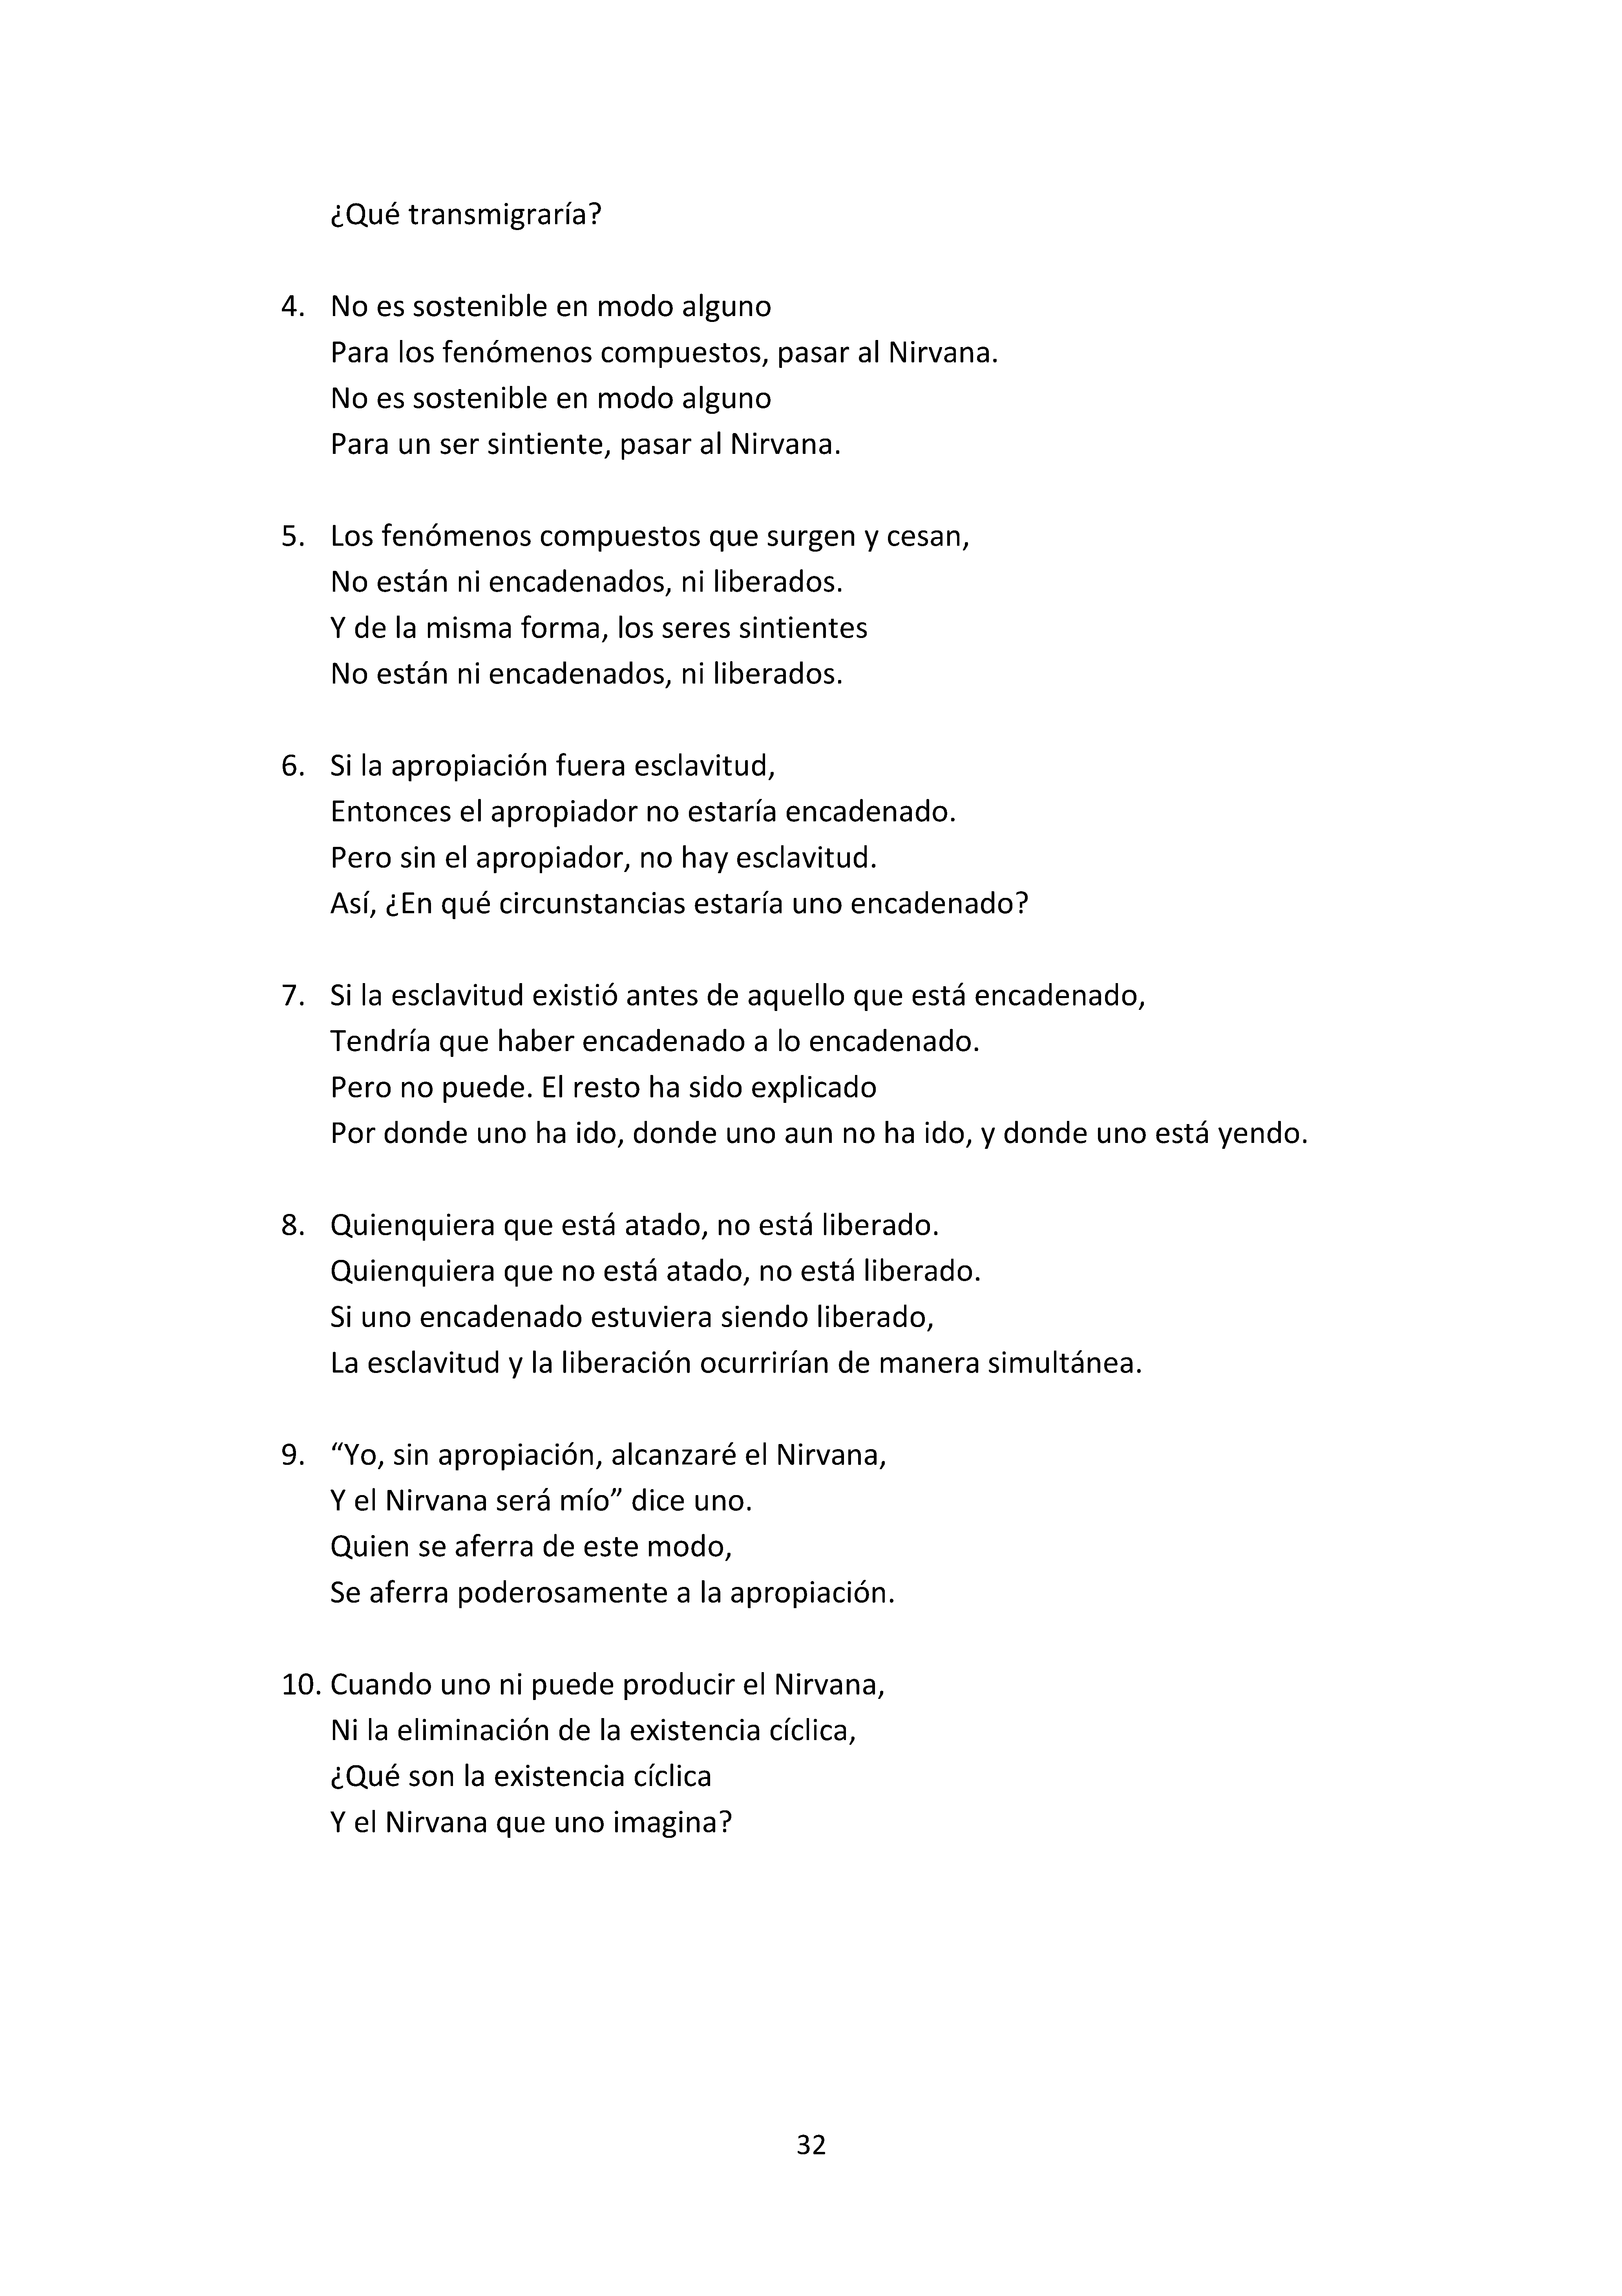 ¿Qué transmigraría?
4. No es sostenible en modo alguno
Para los fenómenos compuestos, pasar al Nirvana.
No es sostenible en modo alguno
Para un ser sintiente, pasar al Nirvana.
5. Los fenómenos compuestos que surgen y cesan,
No están ni encadenados, ni liberados.
Y de la misma forma, los seres sintientes
No están ni encadenados, ni liberados.
6. Si la apropiación fuera esclavitud,
Entonces el apropiador no estaría encadenado.
Pero sin el apropiador, no hay esclavitud.
Así, ¿En qué circunstancias estaría uno encadenado?
7. Si la esclavitud existió antes de aquello que está encadenado,
Tendría que haber encadenado a lo encadenado.
Pero no puede. El resto ha sido explicado
Por donde uno ha ido, donde uno aun no ha ido, y donde uno está yendo.
8. Quienquiera que está atado, no está liberado.
Quienquiera que no está atado, no está liberado.
Si uno encadenado estuviera siendo liberado,
La esclavitud y la liberación ocurrirían de manera simultánea.
9. “Yo, sin apropiación, alcanzaré el Nirvana,
Y el Nirvana será mío” dice uno.
Quien se aferra de este modo,
Se aferra poderosamente a la apropiación.
10. Cuando uno ni puede producir el Nirvana,
Ni la eliminación de la existencia cíclica,
¿Qué son la existencia cíclica
Y el Nirvana que uno imagina?
32